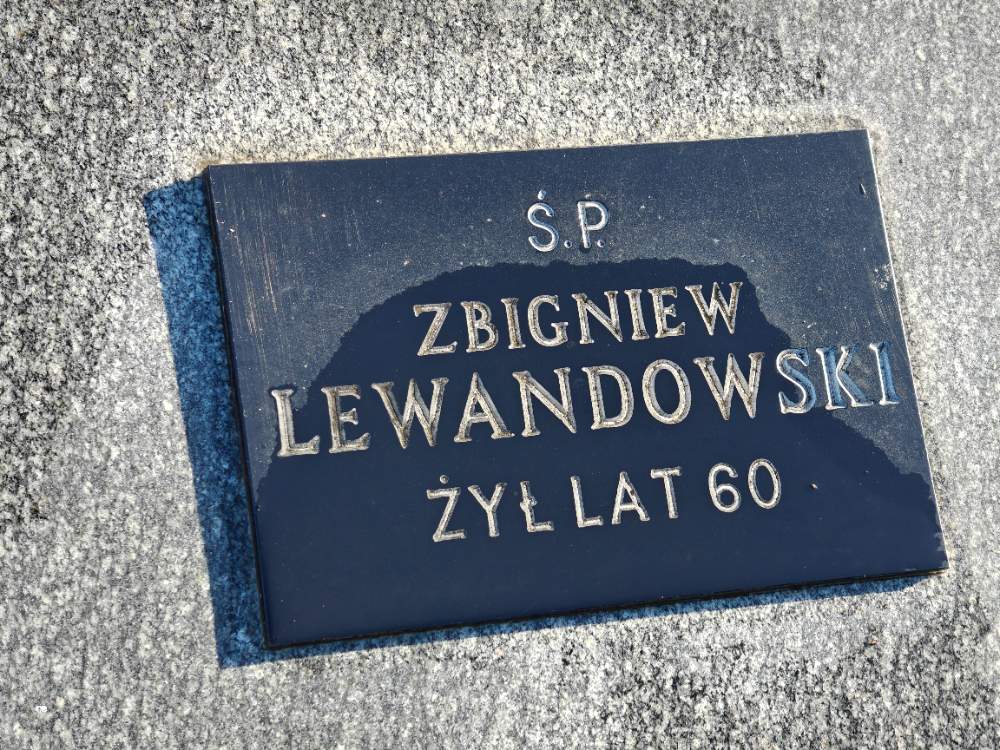 Ś.P.
ZBIGNIEW
LEWANDOWSKI
ŻYŁ LAT 60